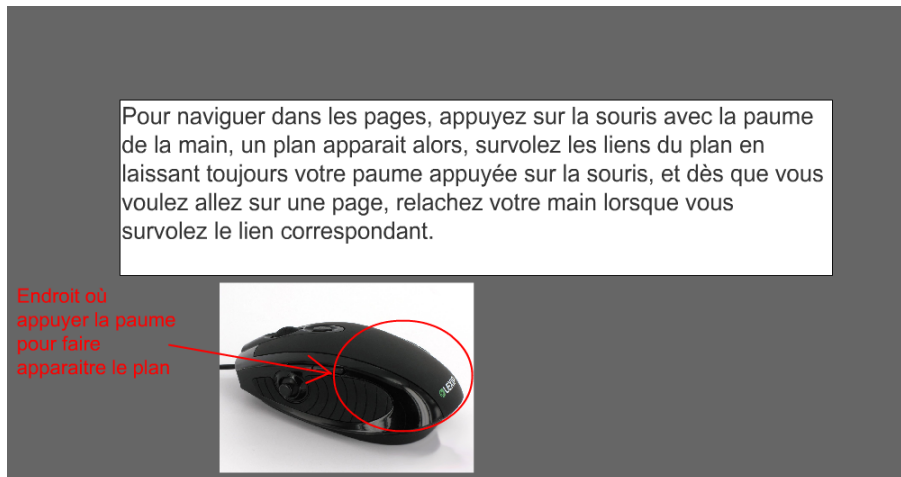 Pour naviguer dans les pages, appuyez sur la souris avec la paume
de la main, un plan apparait alors, survolez les liens du plan en
laissant toujours votre paume appuyée sur la souris, et dès que vous
voulez allez sur une page, relachez votre main lorsque vous
survolez le lien correspondant.
Endroit où
appuyer la paume
pour faire
apparaitre le plan
LEXIP